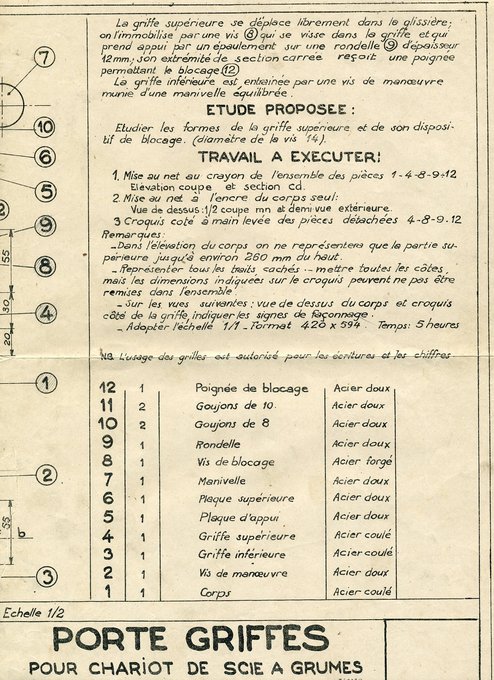 La griffe supérieure se déplace librement dans la glissière;
on l'immobilise par une vis 8 qui se visse dans la griffe et qui
prend appui par un épaulement sur une rondelle 9 d'épaisseur
12mm; son extrémité de section carrée reçoit une poignée
permettant le blocage 12
La griffe inférieure est entraînée par une vis de manœuvre
munie d'une manivelle équilibrée.
ETUDE PROPOSEE:
Etudier les formes de la griffe supérieure et de son disposi-
tif de blocage. (diamètre de la vis 14).
TRAVAIL A EXECUTER!
1. Mise au net au crayon de l'ensemble des pièces 1-4-8-9-12
Elévation coupe et section cd.
2. Mise au net à l'encre du corps seul:
Vue de dessus: 1/2 coupe mn et demi vue extérieure.
3 Croquis coté à main levée des pièces détachées 4-8-9.12
Remarques:
-Dans l'élévation du corps on ne représentera que la partie su-
périeure jusqu'à environ 260 mm du haut.
-Représenter tous les traits cachés.- mettre toutes les côtes,
mais les dimensions indiquées sur le croquis peuvent ne pas être
remises dans l'ensemble.
-Sur les vues suivantes: vue de dessus du corps et croquis
côté de la griffe, indiquer les signes de façonnage.
-Adopter l'échelle 1/1 - Format 420 x 594. Temps: 5 heures
NB L'usage des grilles est autorisé pour les écritures et les chiffres
7
10
6
5
2
9
55
8
30
4
20
1
2
55
b
3
12 1 Poignée de blocage Acier doux
11 2 Goujons de 10. Acier doux
10 2 Goujons de 8 Acier doux
9 1 Rondelle Acier doux
8 1 Vis de blocage Acier forgé
7 1 Manivelle Acier doux
6 1 Plaque supérieure Acier doux
5 1 Plaque d'appui Acier doux
4 1 Griffe supérieure Acier coulé
3 1 Griffe inférieure Acier coulé
2 1 Vis de manœuvre Acier doux
1 1 Corps Acier coulé
Echelle 1/2
PORTE GRIFFES
POUR CHARIOT DE SCIE A GRUMES